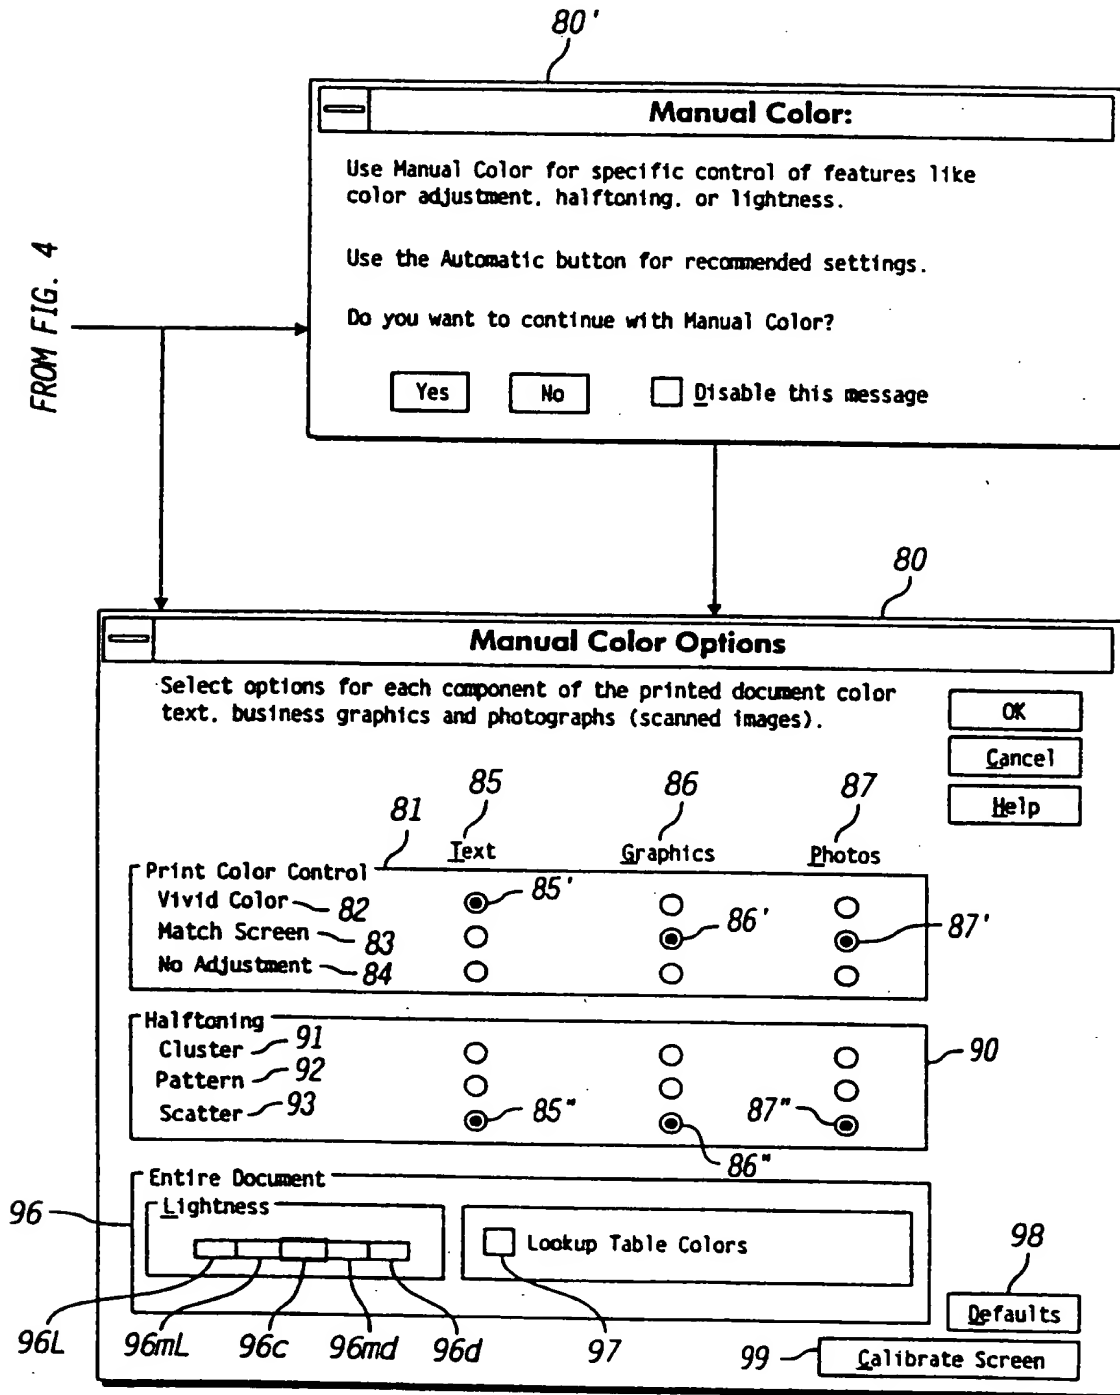 80'
Manual Color:
Use Manual Color for specific control of features like
color adjustment, halftoning, or lightness.
Use the Automatic button for recommended settings.
Do you want to continue with Manual Color?
Yes No Disable this message
FROM FIG. 4
80
Manual Color Options
Select options for each component of the printed document color
text, business graphics and photographs (scanned images).
OK
Cancel
Help
81 85 86 87
Text Graphics Photos
Print Color Control
Vivid Color 82 85'
Match Screen 83 86' 87'
No Adjustment 84
Halftoning
Cluster 91
Pattern 92
Scatter 93 85" 86" 87"
90
Entire Document
96
Lightness
Lookup Table Colors
96L 96mL 96c 96md 96d 97
98
Defaults
99 Calibrate Screen